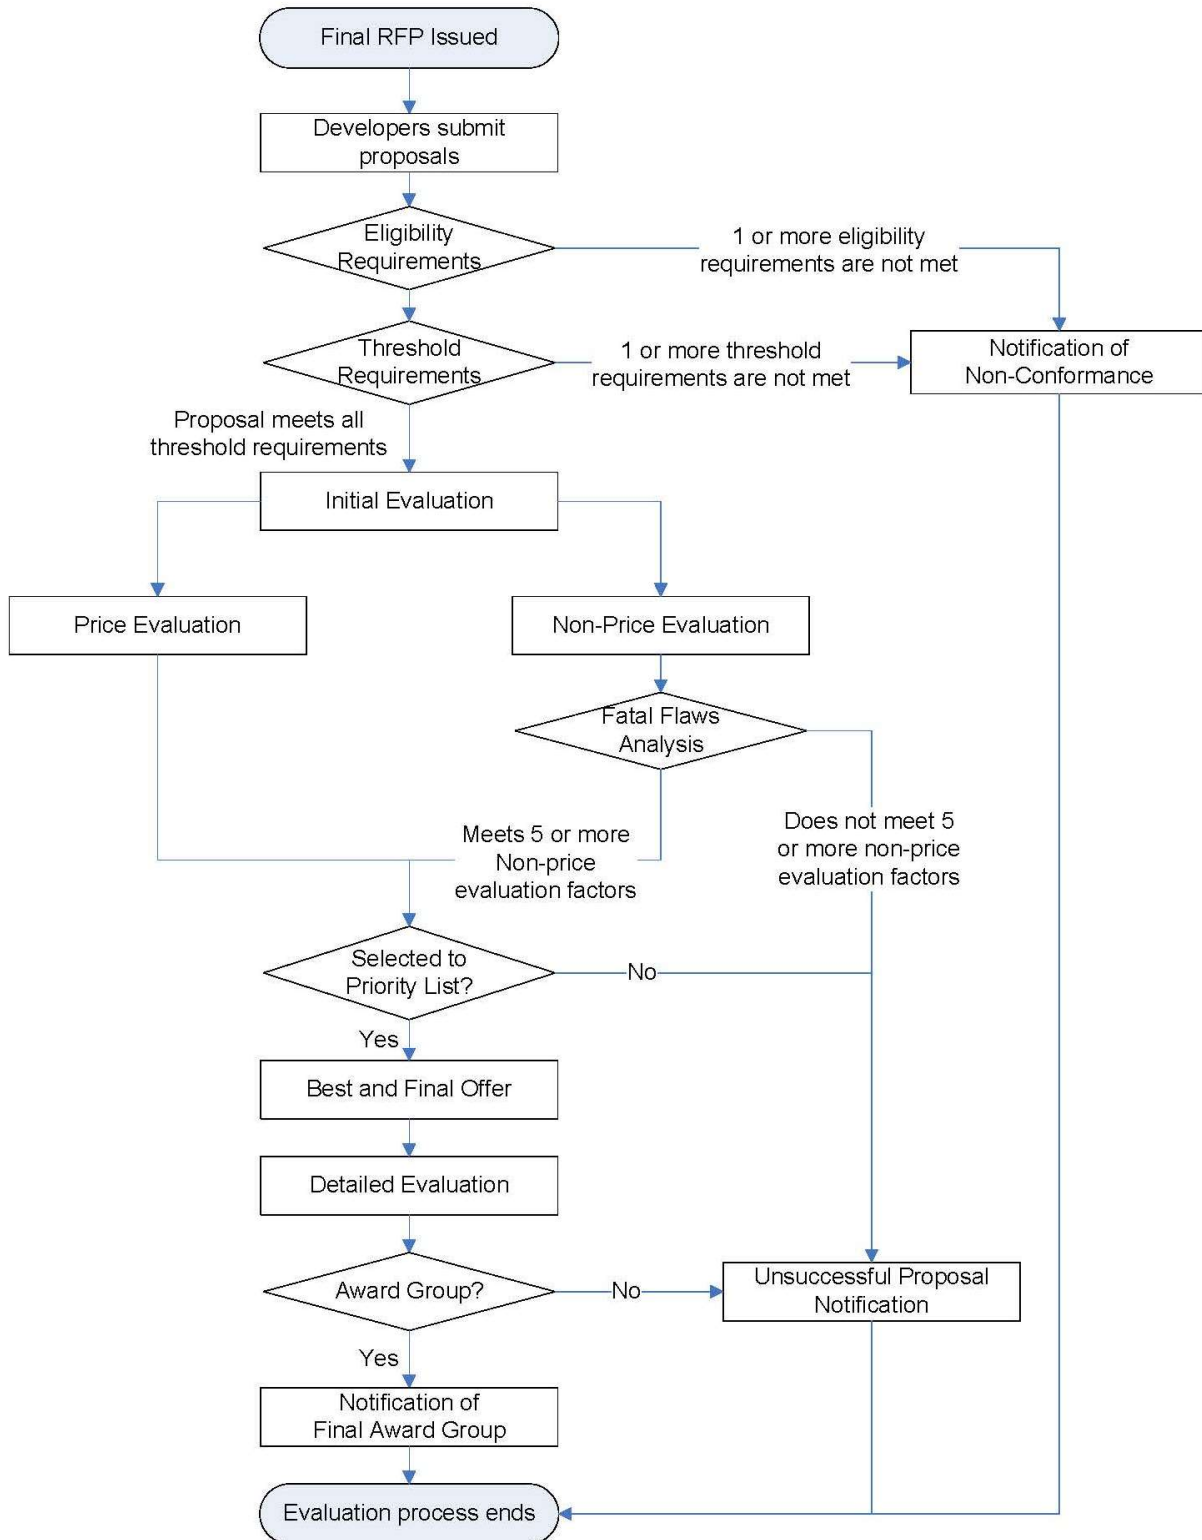 Final RFP Issued
Developers submit
proposals
Eligibility
Requirements
1 or more eligibility
requirements are not met
Threshold
Requirements
1 or more threshold
requirements are not met
Notification of
Non-Conformance
Proposal meets all
threshold requirements
Initial Evaluation
Price Evaluation
Non-Price Evaluation
Fatal Flaws
Analysis
Meets 5 or more
Non-price
evaluation factors
Does not meet 5
or more non-price
evaluation factors
Selected to
Priority List?
No
Yes
Best and Final Offer
Detailed Evaluation
Award Group?
No
Unsuccessful Proposal
Notification
Yes
Notification of
Final Award Group
Evaluation process ends